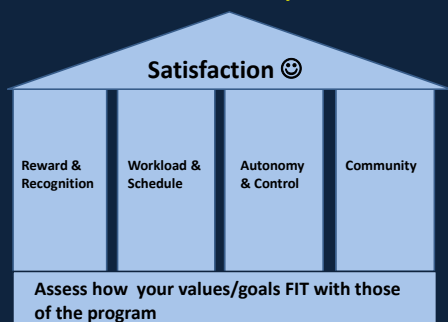 Satisfaction ☺
Reward &
Recognition
Workload &
Schedule
Autonomy
& Control
Community
Assess how your values/goals FIT with those
of the program